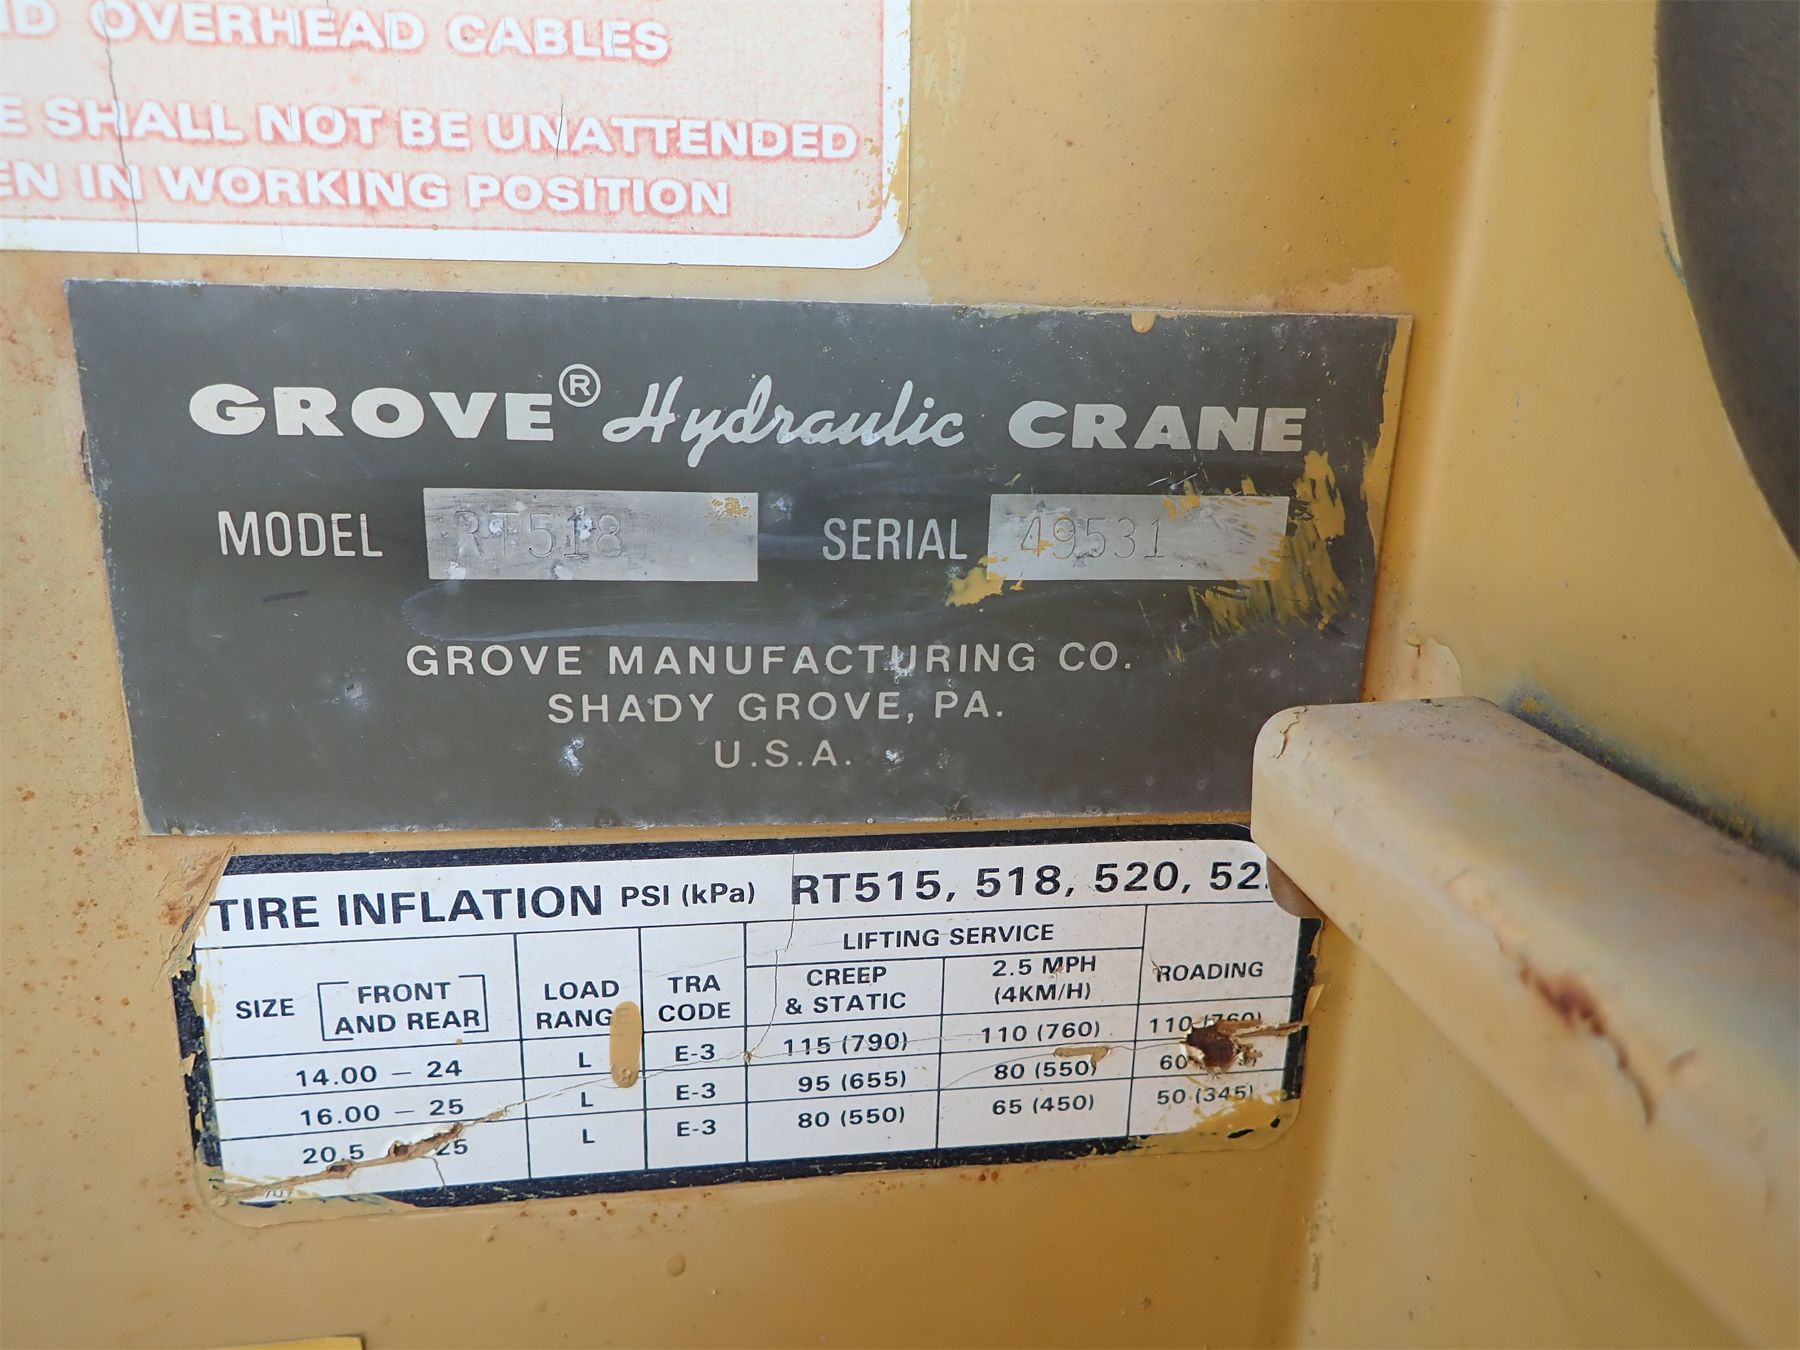 OVERHEAD CABLES
SHALL NOT BE UNATTENDED
IN WORKING POSITION
GROVE® Hydraulic CRANE
MODEL RT518 SERIAL 49531
GROVE MANUFACTURING CO.
SHADY GROVE, PA.
U.S.A.
TIRE INFLATION PSI (kPa) RT515, 518, 520,
SIZE FRONT AND REAR LOAD TRA CODE LIFTING SERVICE ROADING
CREEP & STATIC 2.5 MPH (4KM/H)
14.00 – 24 L E-3 115 (790) 110 (760) 110 (760)
16.00 – 25 L E-3 95 (655) 80 (550) 60
20.5 25 L E-3 80 (550) 65 (450) 50 (345)